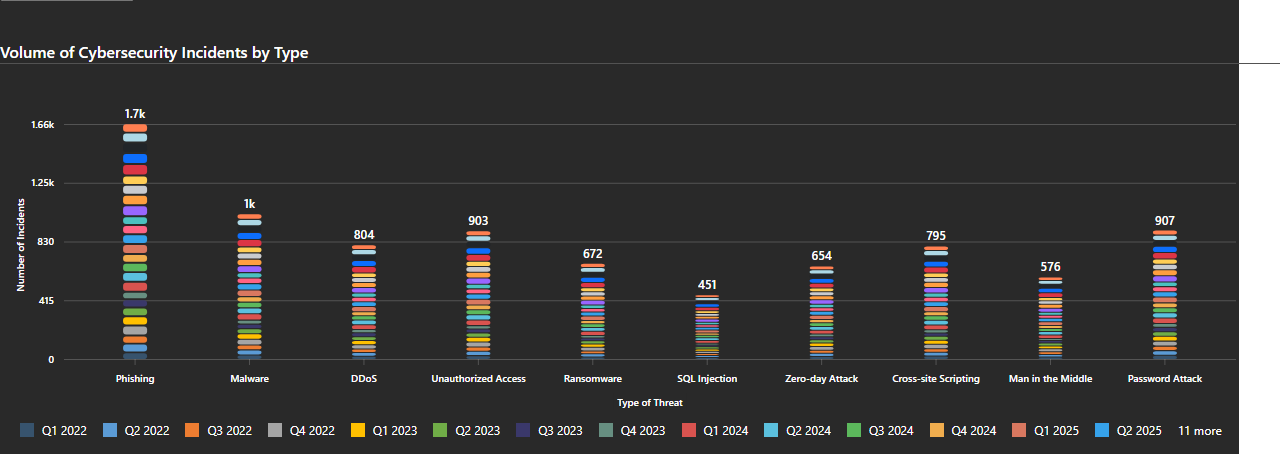 Volume of Cybersecurity Incidents by Type
Number of Incidents
1.66k
1.25k
830
415
0
1.7k
1k
804
903
672
451
654
795
576
907
Phishing
Malware
DDoS
Unauthorized Access
Ransomware
SQL Injection
Zero-day Attack
Cross-site Scripting
Man in the Middle
Password Attack
Type of Threat
Q1 2022
Q2 2022
Q3 2022
Q4 2022
Q1 2023
Q2 2023
Q3 2023
Q4 2023
Q1 2024
Q2 2024
Q3 2024
Q4 2024
Q1 2025
Q2 2025
11 more